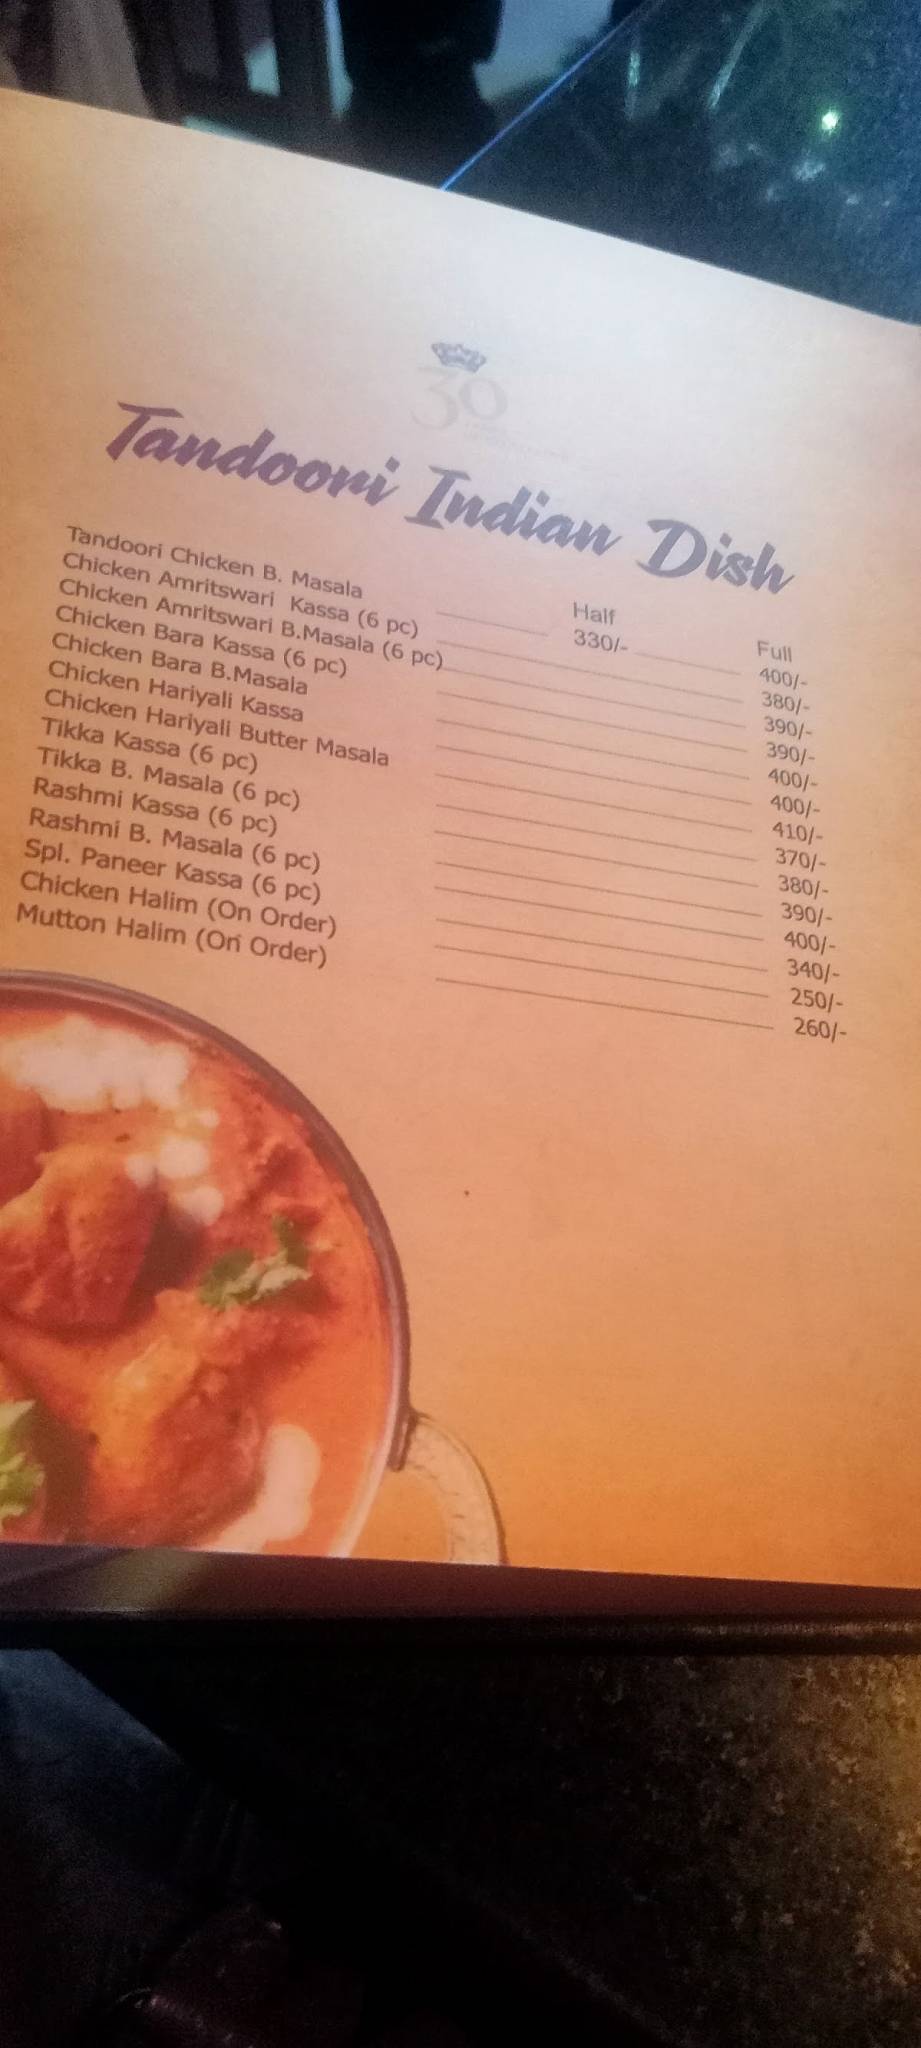 30
Tandoori Indian Dish
Half Full
Tandoori Chicken B. Masala 330/- 400/-
Chicken Amritswari Kassa (6 pc) 380/-
Chicken Amritswari B.Masala (6 pc) 390/-
Chicken Bara Kassa (6 pc) 390/-
Chicken Bara B.Masala 400/-
Chicken Hariyali Kassa 400/-
Chicken Hariyali Butter Masala 410/-
Tikka Kassa (6 pc) 370/-
Tikka B. Masala (6 pc) 380/-
Rashmi Kassa (6 pc) 390/-
Rashmi B. Masala (6 pc) 400/-
Spl. Paneer Kassa (6 pc) 340/-
Chicken Halim (On Order) 250/-
Mutton Halim (On Order) 260/-